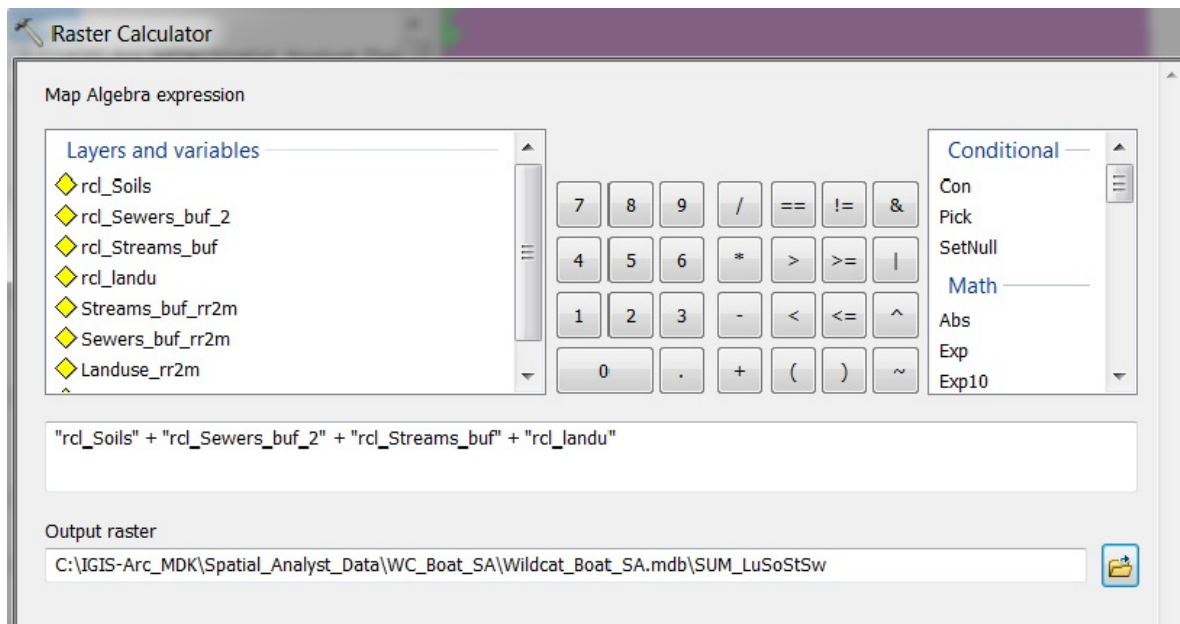 Raster Calculator
Map Algebra expression
Layers and variables
rcl_Soils
rcl_Sewers_buf_2
rcl_Streams_buf
rcl_landu
Streams_buf_rr2m
Sewers_buf_rr2m
Landuse_rr2m
7 8 9 / == != &
4 5 6 * > >= |
1 2 3 - < <= ^
0 . + ( ) ~
Conditional
Con
Pick
SetNull
Math
Abs
Exp
Exp10
"rcl_Soils" + "rcl_Sewers_buf_2" + "rcl_Streams_buf" + "rcl_landu"
Output raster
C:\IGIS-Arc_MDK\Spatial_Analyst_Data\WC_Boat_SA\Wildcat_Boat_SA.mdb\SUM_LuSoStSw